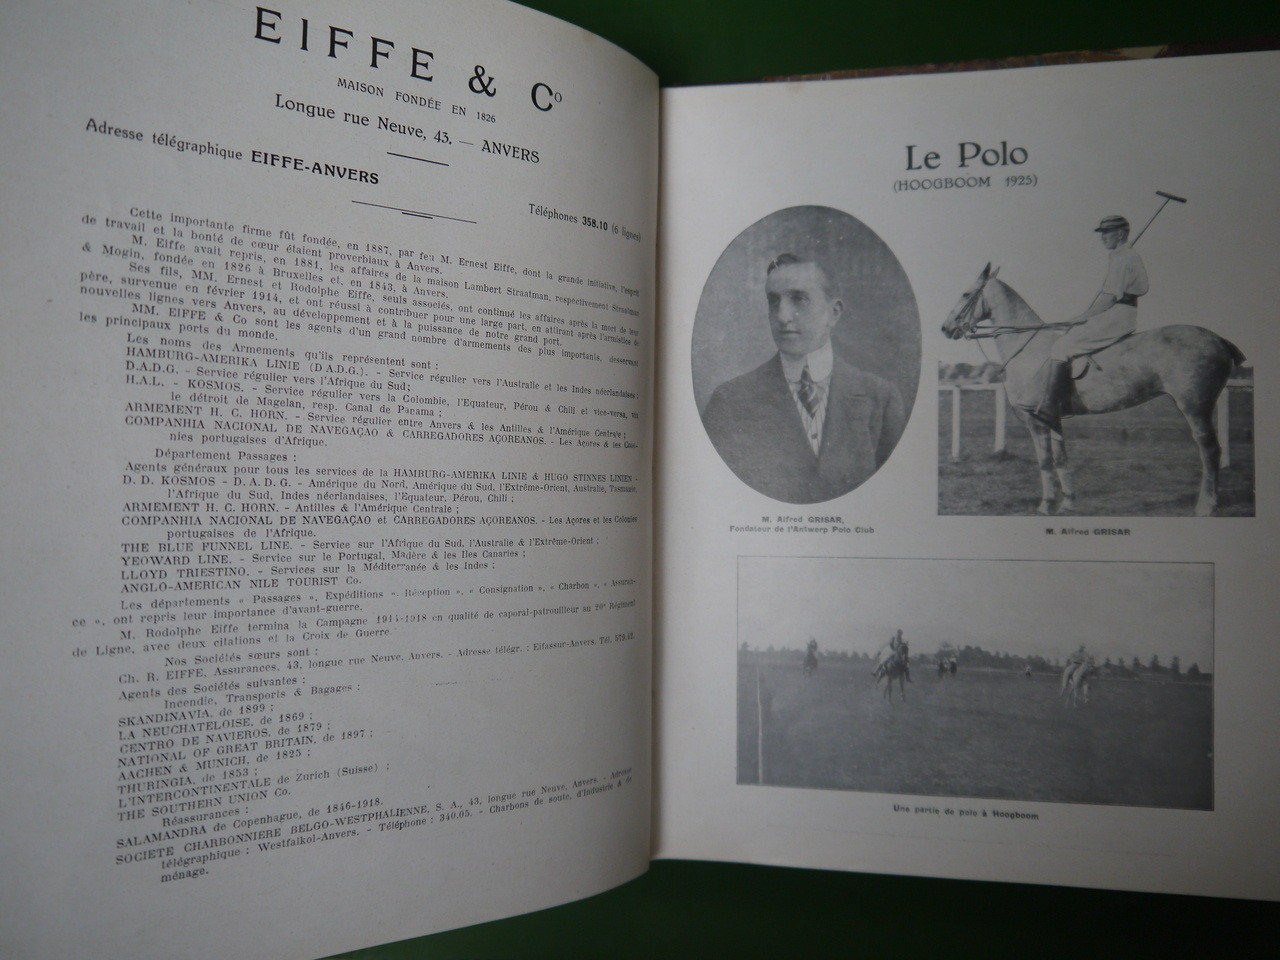 EIFFE & Co
MAISON FONDÉE EN 1826
Longue rue Neuve, 43. — ANVERS
Adresse télégraphique EIFFE-ANVERS
Téléphones 358.10 (6 lignes)
Cette importante firme fût fondée, en 1887, par feu M. Ernest Eiffe, dont la grande initiative, l'esprit
de travail et la bonté de cœur étaient proverbiaux à Anvers.
M. Eiffe avait repris, en 1881, les affaires de la maison Lambert Straatman, respectivement Straatman
& Mogin, fondée en 1826 à Bruxelles et, en 1843, à Anvers.
Ses fils, MM. Ernest et Rodolphe Eiffe, seuls associés, ont continué les affaires après la mort de leur
père, survenue en février 1914, et ont réussi à contribuer pour une large part, en attirant après l'armistice de
nouvelles lignes vers Anvers, au développement et à la puissance de notre grand port.
MM. EIFFE & Co sont les agents d'un grand nombre d'armements des plus importants, desservant
les principaux ports du monde.
Les noms des Armements qu'ils représentent sont :
HAMBURG-AMERIKA LINIE (D.A.D.G.). - Service régulier vers l'Australie et les Indes néerlandaises ;
D.A.D.G. - Service régulier vers l'Afrique du Sud;
H.A.L. - KOSMOS. - Service régulier vers la Colombie, l'Equateur, Pérou & Chili et vice-versa, via
le détroit de Magelan, resp. Canal de Panama ;
ARMEMENT H. C. HORN. - Service régulier entre Anvers & les Antilles & l'Amérique Centrale ;
COMPANHIA NACIONAL DE NAVEGAÇAO & CARREGADORES AÇOREANOS. - Les Açores & les Colo-
nies portugaises d'Afrique.
Département Passages :
Agents généraux pour tous les services de la HAMBURG-AMERIKA LINIE & HUGO STINNES LINIEN -
D. D. KOSMOS - D. A. D. G. - Amérique du Nord, Amérique du Sud, l'Extrême-Orient, Australie, Tasmanie,
l'Afrique du Sud, Indes néerlandaises, l'Equateur, Pérou, Chili ;
ARMEMENT H. C. HORN. - Antilles & l'Amérique Centrale ;
COMPANHIA NACIONAL DE NAVEGAÇAO et CARREGADORES AÇOREANOS. - Les Açores et les Colonies
portugaises de l'Afrique.
THE BLUE FUNNEL LINE. - Service sur l'Afrique du Sud, l'Australie & l'Extrême-Orient ;
YEOWARD LINE. - Service sur le Portugal, Madère & les Iles Canaries ;
LLOYD TRIESTINO. - Services sur la Méditerranée & les Indes ;
ANGLO-AMERICAN NILE TOURIST Co.
Les départements « Passages », Expéditions « Réception », « Consignation », « Charbon », « Assuran-
ce », ont repris leur importance d'avant-guerre.
M. Rodolphe Eiffe termina la Campagne 1914-1918 en qualité de caporal-patrouilleur au Régiment
de Ligne, avec deux citations et la Croix de Guerre.
Nos Sociétés sœurs sont :
Ch. R. EIFFE, Assurances, 43, longue rue Neuve, Anvers. - Adresse télégr. : Eifassur-Anvers. Tél. 579.42.
Agents des Sociétés suivantes :
Incendie, Transports & Bagages :
SKANDINAVIA, de 1899 ;
LA NEUCHATELOISE, de 1869 ;
CENTRO DE NAVIEROS, de 1879 ;
NATIONAL OF GREAT BRITAIN, de 1897 ;
AACHEN & MUNICH, de 1825 ;
THURINGIA, de 1853 ;
L'INTERCONTINENTALE de Zurich (Suisse) ;
THE SOUTHERN UNION Co.
Réassurances :
SALAMANDRA de Copenhague, de 1846-1918.
SOCIETE CHARBONNIERE BELGO-WESTPHALIENNE, S. A., 43, longue rue Neuve, Anvers. - Adresse
télégraphique : Westfalkol-Anvers. - Téléphone : 340.05. - Charbons de soute, d'Industrie & de
ménage.
Le Polo
(HOOGBOOM 1925)
M. Alfred GRISAR,
Fondateur de l'Antwerp Polo Club
M. Alfred GRISAR
Une partie de polo à Hoogboom